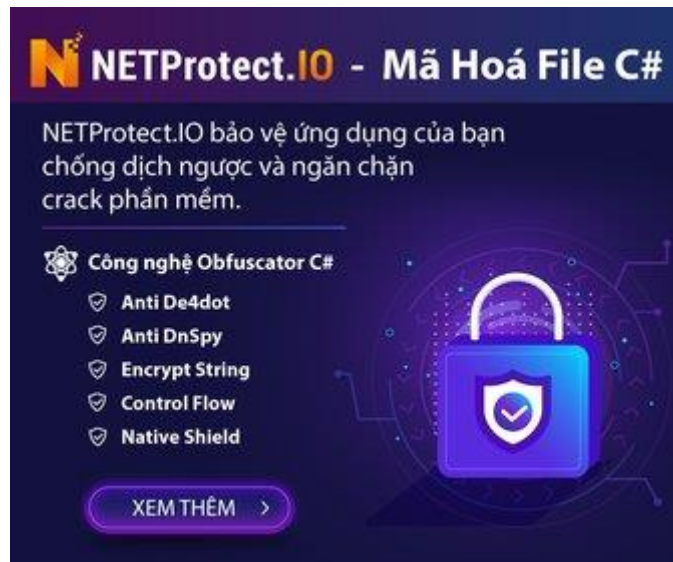 NETProtect.IO - Mã Hoá File C#
NETProtect.IO bảo vệ ứng dụng của bạn
chống dịch ngược và ngăn chặn
crack phần mềm.
Công nghệ Obfuscator C#
Anti De4dot
Anti DnSpy
Encrypt String
Control Flow
Native Shield
XEM THÊM >